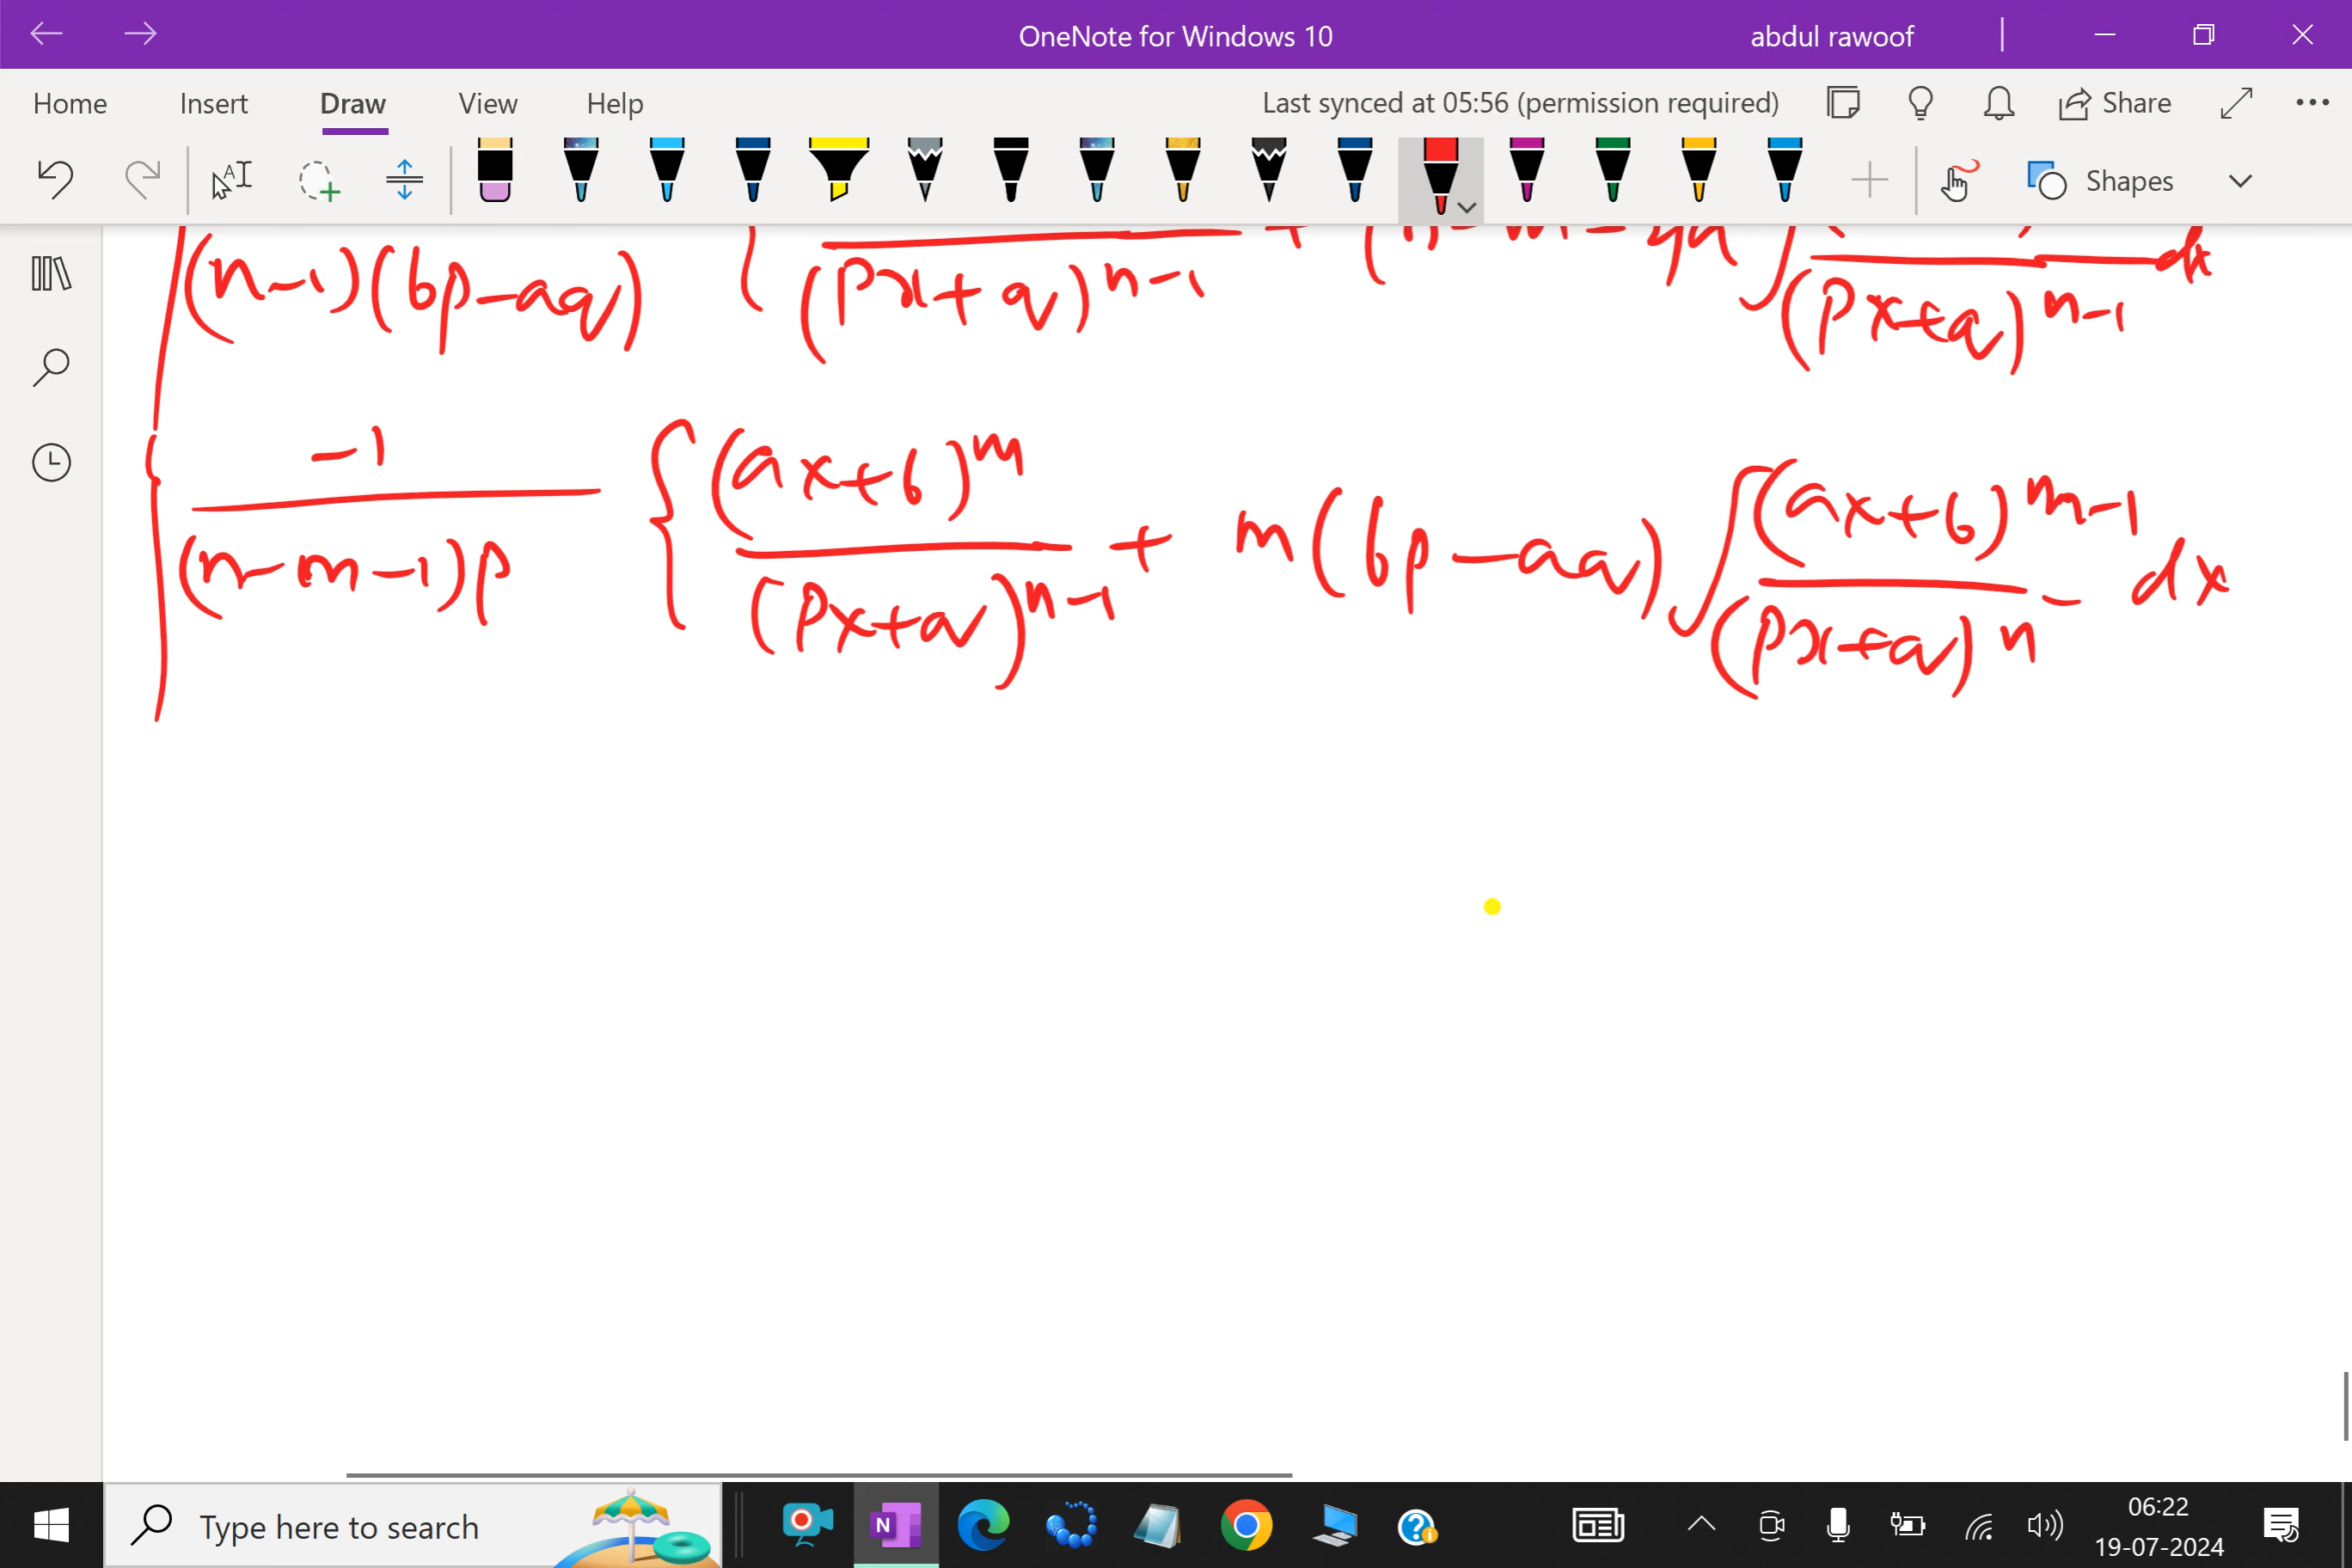 OneNote for Windows 10
abdul rawoof
Home Insert Draw View Help
Last synced at 05:56 (permission required)
Share
Shapes
(n-1)(bp-aq) { (px+q)^n-1 + ∫ (px+q)^n-1 dx
-1/(n-m-1)p { (ax+b)^m/(px+q)^n-1 + m(bp-aq) ∫ (ax+b)^m-1/(px+q)^n dx
Type here to search
06:22
19-07-2024